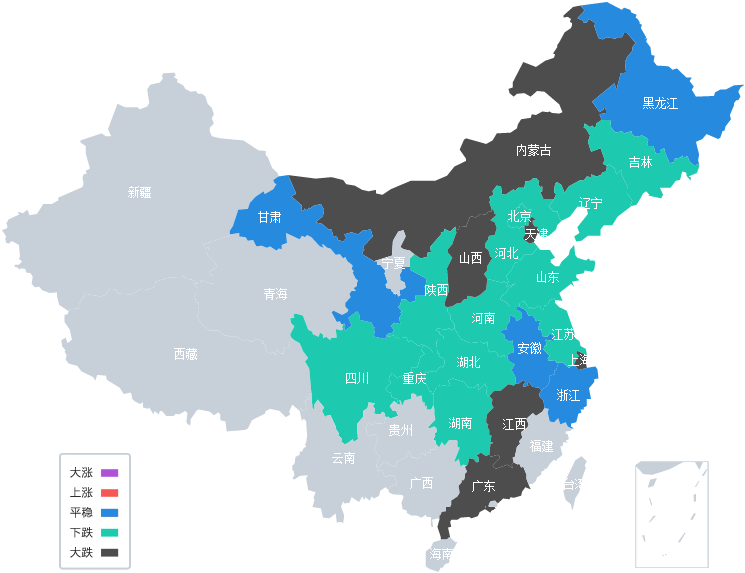 黑龙江
内蒙古
吉林
新疆
辽宁
甘肃
北京
天津
河北
山西
宁夏
山东
陕西
青海
河南
江苏
安徽
西藏
湖北
上海
四川
重庆
浙江
湖南
江西
贵州
福建
云南
广西
广东
台湾
海南
大涨
上涨
平稳
下跌
大跌